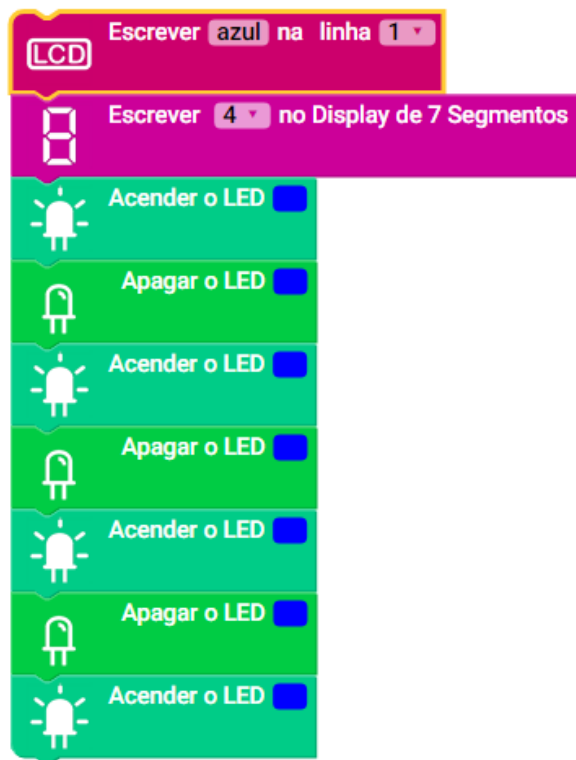 LCD Escrever azul na linha 1
Escrever 4 no Display de 7 Segmentos
Acender o LED
Apagar o LED
Acender o LED
Apagar o LED
Acender o LED
Apagar o LED
Acender o LED